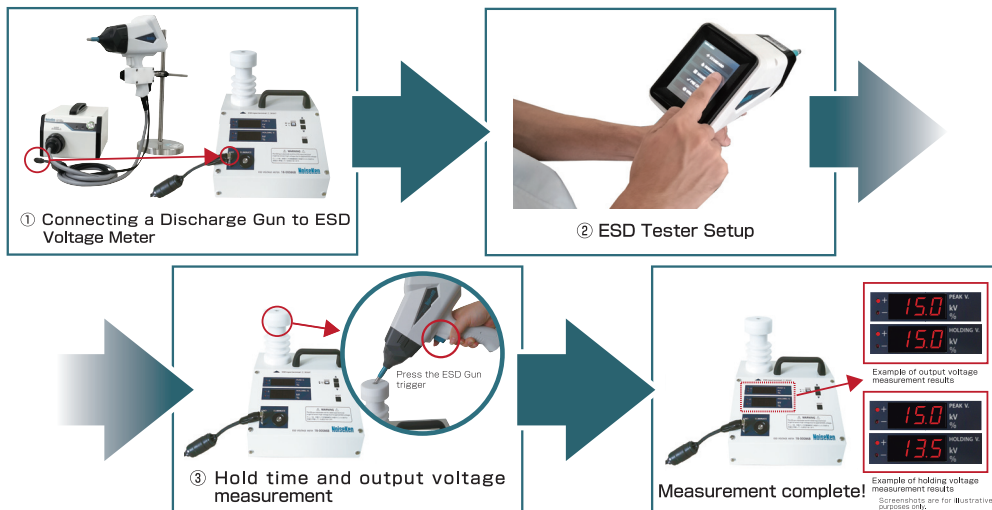 ① Connecting a Discharge Gun to ESD
Voltage Meter
NoiseKen
② ESD Tester Setup
Press the ESD Gun
trigger
NoiseKen
③ Hold time and output voltage
measurement
NoiseKen
Measurement complete!
+
-
15.0
PEAK V.
kV
%
+
-
15.0
HOLDING V.
kV
%
Example of output voltage
measurement results
+
-
15.0
PEAK V.
kV
%
+
-
13.5
HOLDING V.
kV
%
Example of holding voltage
measurement results
Screenshots are for illustrative
purposes only.